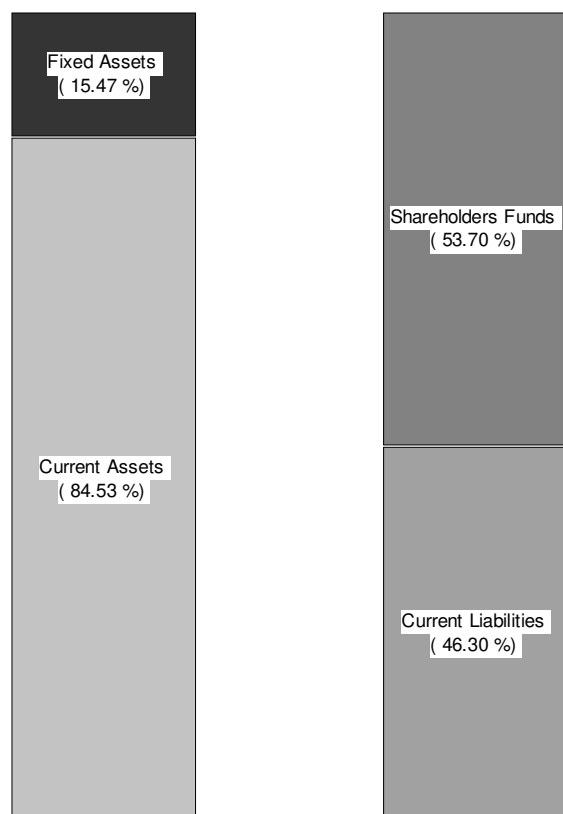 Fixed Assets
( 15.47 %)
Current Assets
( 84.53 %)
Shareholders Funds
( 53.70 %)
Current Liabilities
( 46.30 %)